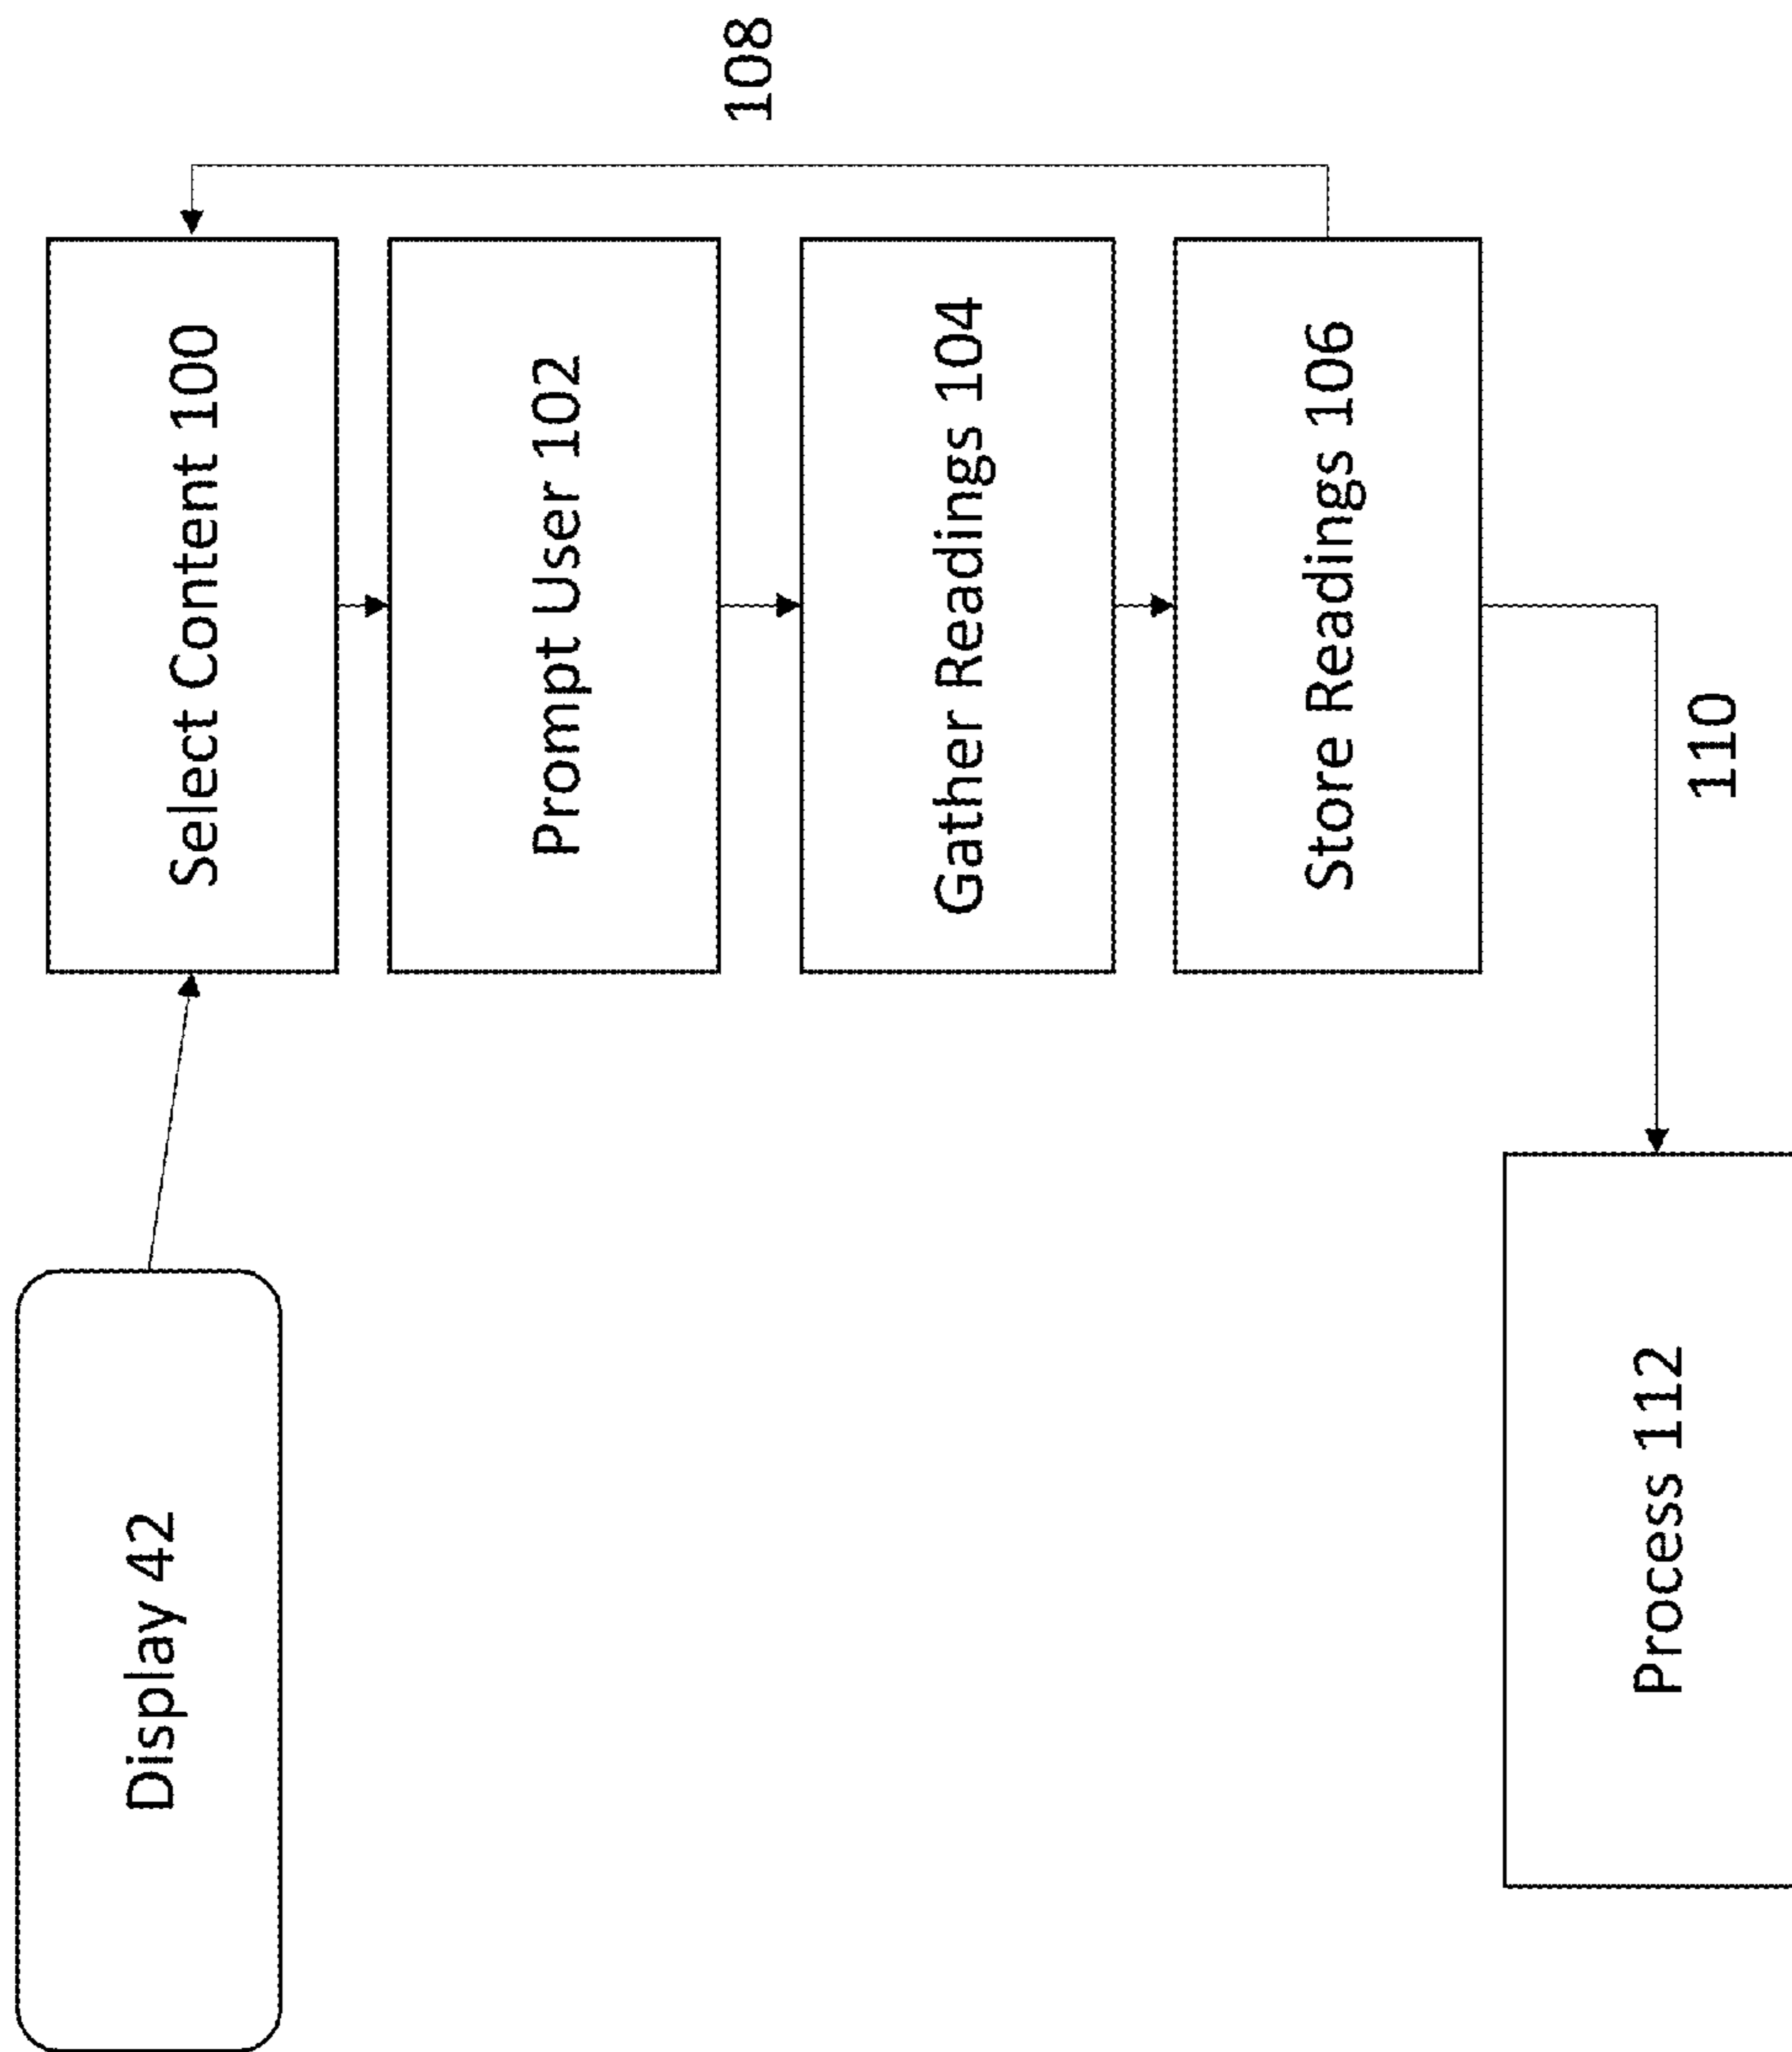 Display 42
Select Content 100
Prompt User 102
Gather Readings 104
Store Readings 106
108
110
Process 112